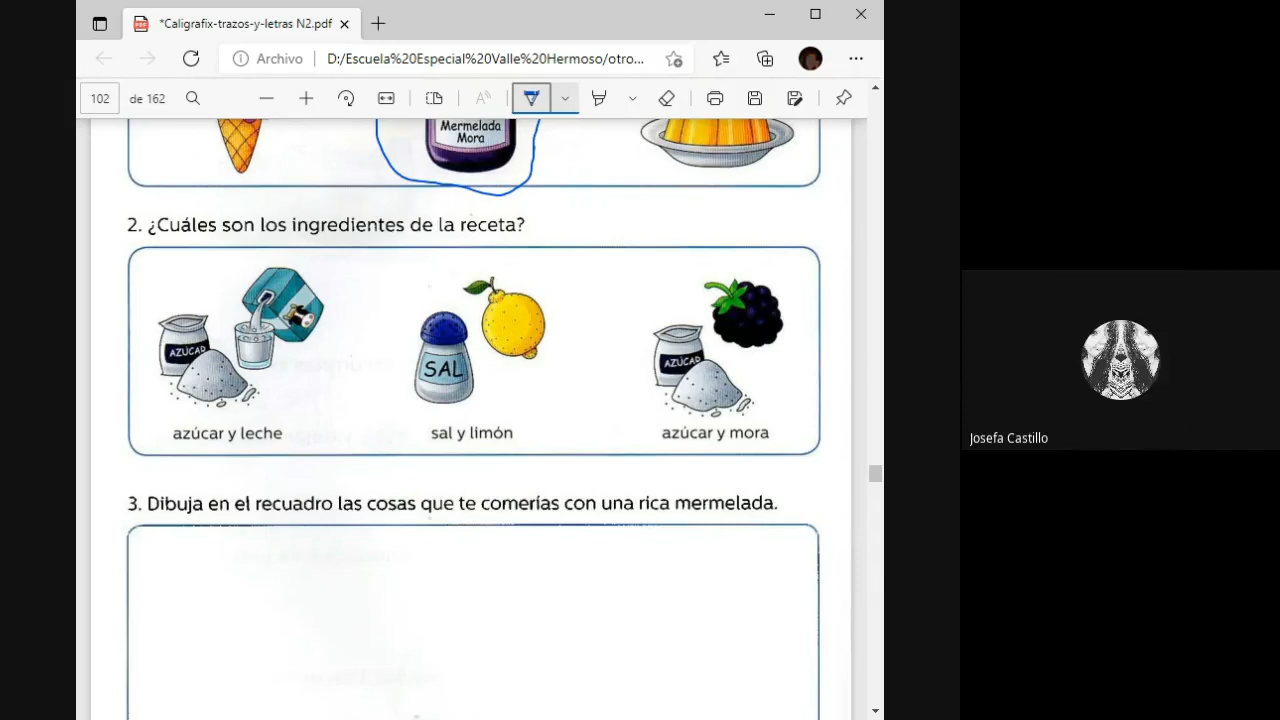 *Caligrafix-trazos-y-letras N2.pdf
Archivo
D:/Escuela%20Especial%20Valle%20Hermoso/otro...
102
de 162
Mermelada
Mora
2. ¿Cuáles son los ingredientes de la receta?
AZÚCAR
SAL
AZÚCAR
azúcar y leche
sal y limón
azúcar y mora
3. Dibuja en el recuadro las cosas que te comerías con una rica mermelada.
Josefa Castillo